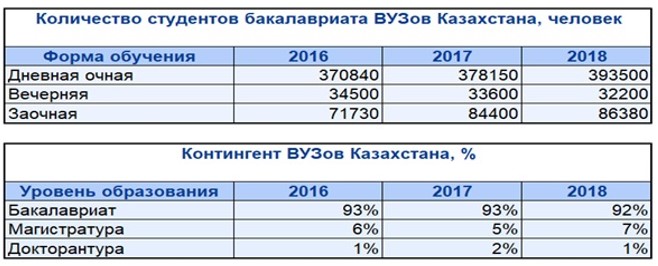 Количество студентов бакалавриата ВУЗов Казахстана, человек
Форма обучения 2016 2017 2018
Дневная очная 370840 378150 393500
Вечерняя 34500 33600 32200
Заочная 71730 84400 86380
Контингент ВУЗов Казахстана, %
Уровень образования 2016 2017 2018
Бакалавриат 93% 93% 92%
Магистратура 6% 5% 7%
Докторантура 1% 2% 1%